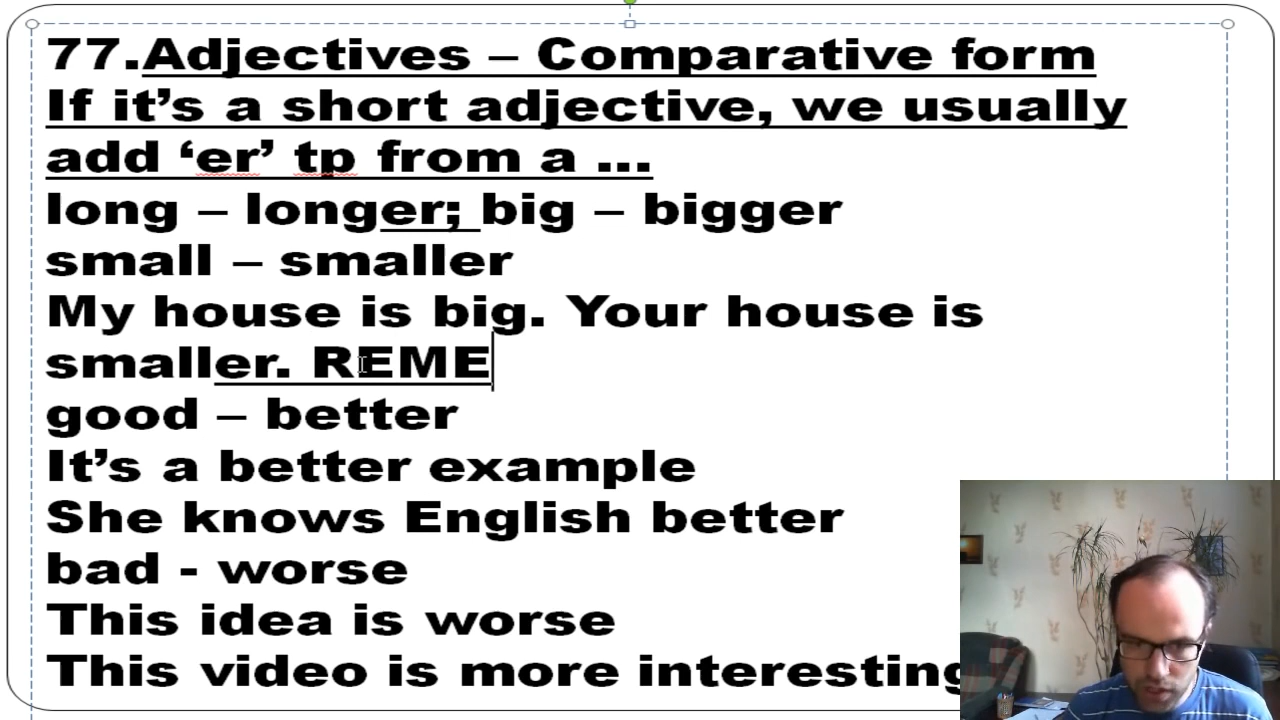 77.Adjectives – Comparative form
If it’s a short adjective, we usually
add ‘er’ tp from a ...
long – longer; big – bigger
small – smaller
My house is big. Your house is
smaller. REME
good – better
It’s a better example
She knows English better
bad - worse
This idea is worse
This video is more interesting